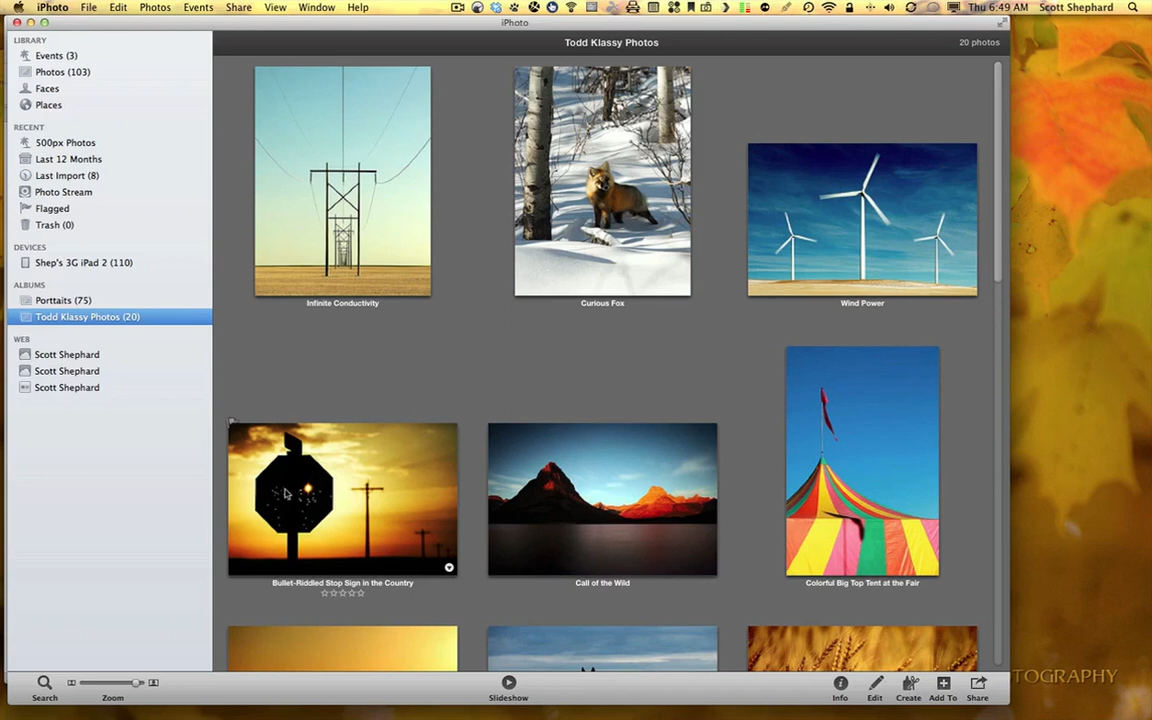 iPhoto File Edit Photos Events Share View Window Help Thu 6:49 AM Scott Shephard
iPhoto
LIBRARY
Events (3)
Photos (103)
Faces
Places
RECENT
500px Photos
Last 12 Months
Last Import (8)
Photo Stream
Flagged
Trash (0)
DEVICES
Shep's 3G iPad 2 (110)
ALBUMS
Porttaits (75)
Todd Klassy Photos (20)
WEB
Scott Shephard
Scott Shephard
Scott Shephard
Todd Klassy Photos 20 photos
Infinite Conductivity Curious Fox Wind Power
Bullet-Riddled Stop Sign in the Country Call of the Wild Colorful Big Top Tent at the Fair
Search Zoom Slideshow Info Edit Create Add To Share
TOGRAPHY